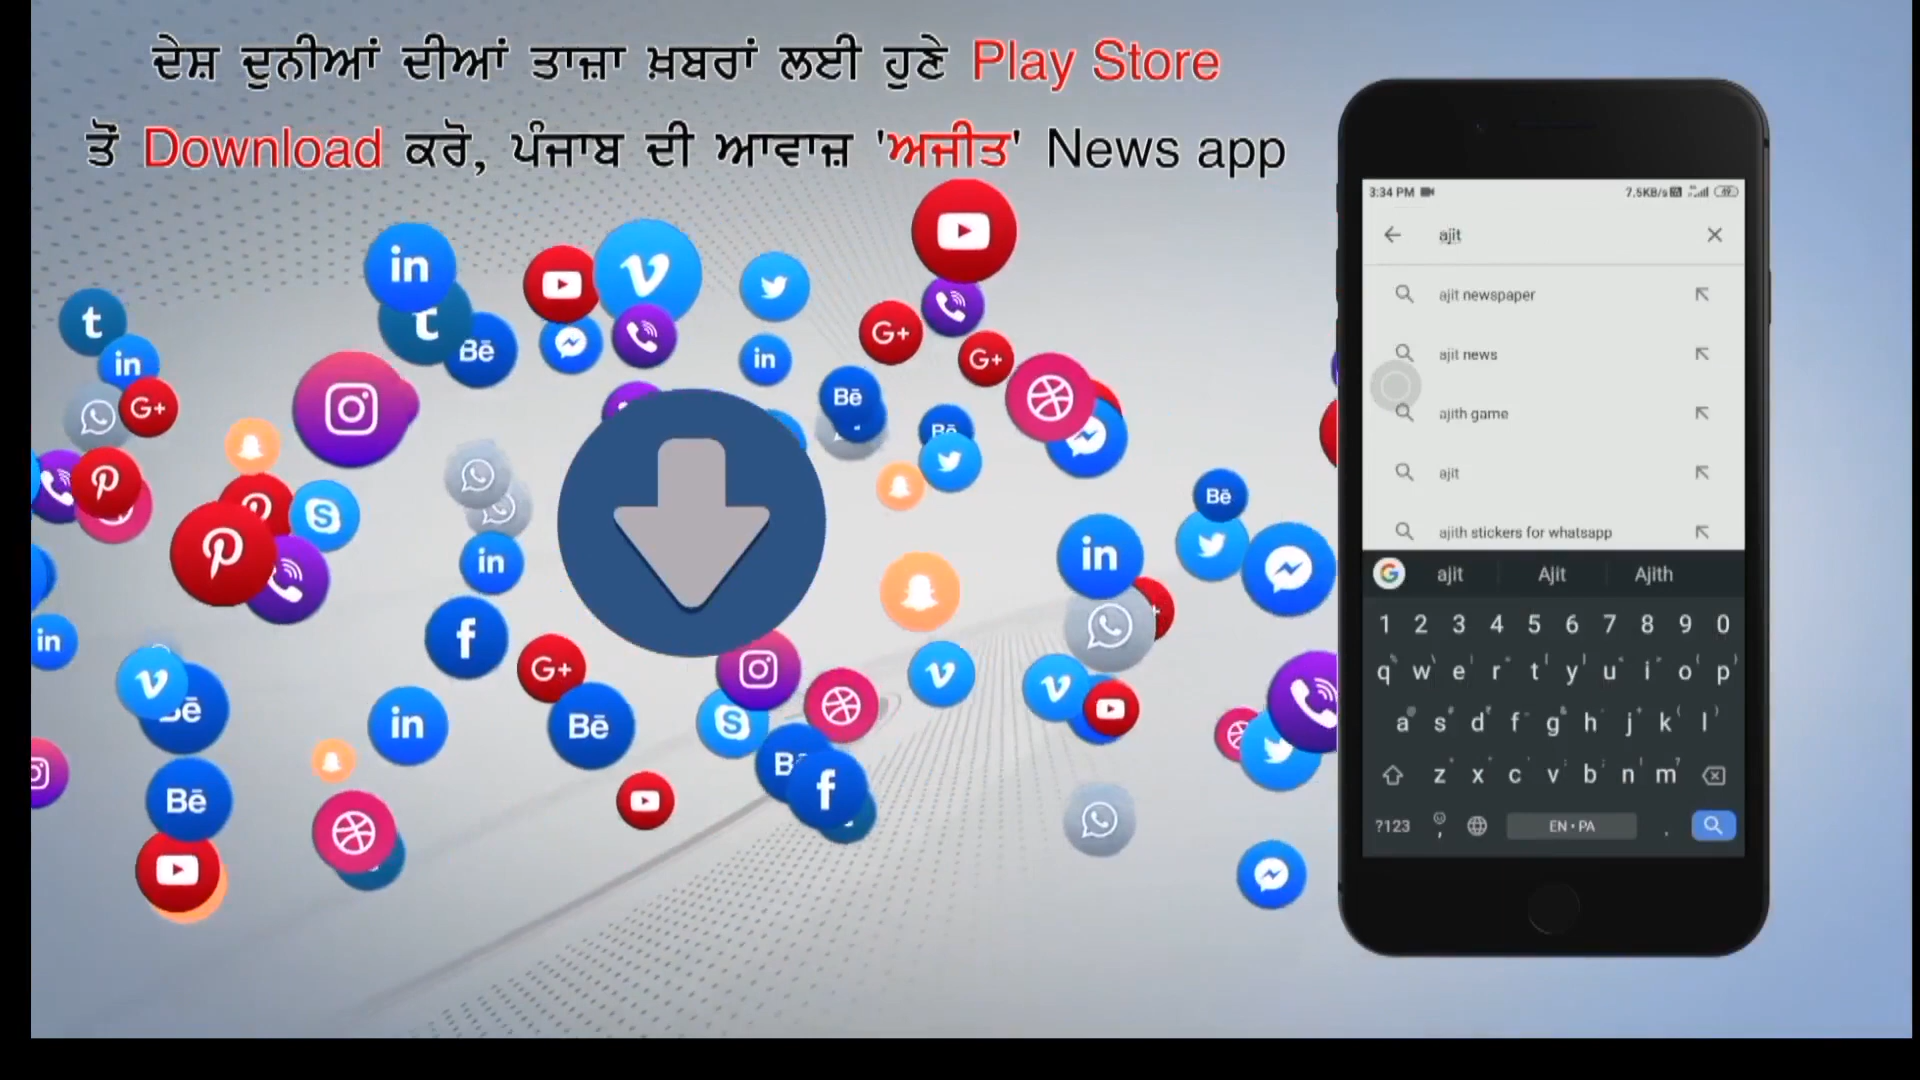 ਦੇਸ਼ ਦੁਨੀਆਂ ਦੀਆਂ ਤਾਜ਼ਾ ਖ਼ਬਰਾਂ ਲਈ ਹੁਣੇ Play Store
ਤੋਂ Download ਕਰੋ, ਪੰਜਾਬ ਦੀ ਆਵਾਜ਼ 'ਅਜੀਤ' News app
3:34 PM 7.5KB/s
ajit
ajit newspaper
ajit news
ajith game
ajit
ajith stickers for whatsapp
ajit Ajit Ajith
1 2 3 4 5 6 7 8 9 0
q w e r t y u i o p
a s d f g h j k l
z x c v b n m
?123 , EN • PA .